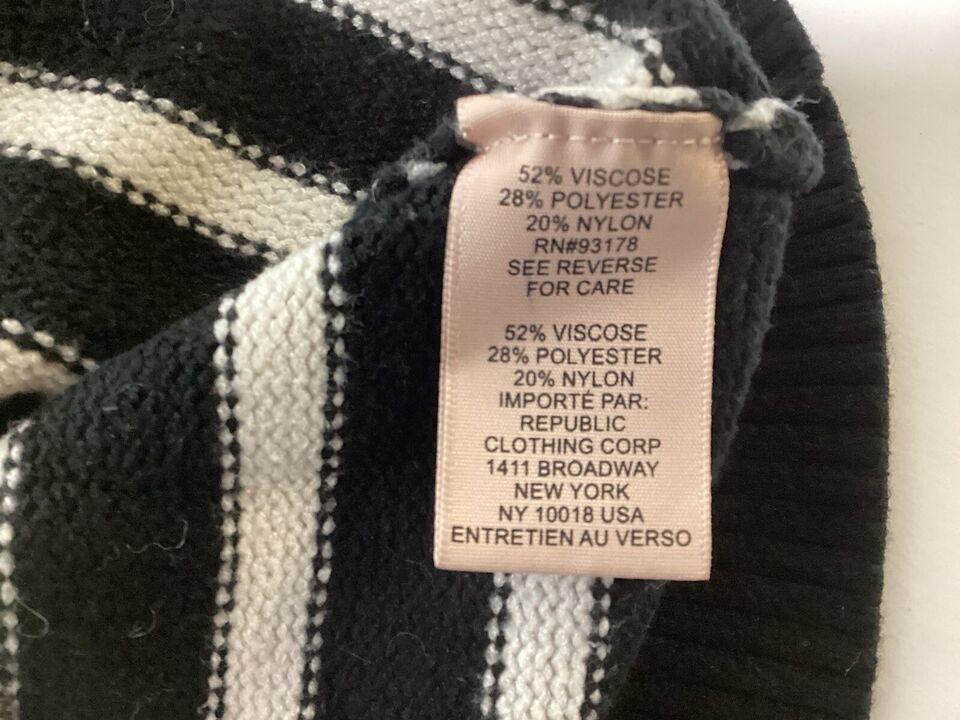 52% VISCOSE
28% POLYESTER
20% NYLON
RN#93178
SEE REVERSE
FOR CARE
52% VISCOSE
28% POLYESTER
20% NYLON
IMPORTÉ PAR:
REPUBLIC
CLOTHING CORP
1411 BROADWAY
NEW YORK
NY 10018 USA
ENTRETIEN AU VERSO